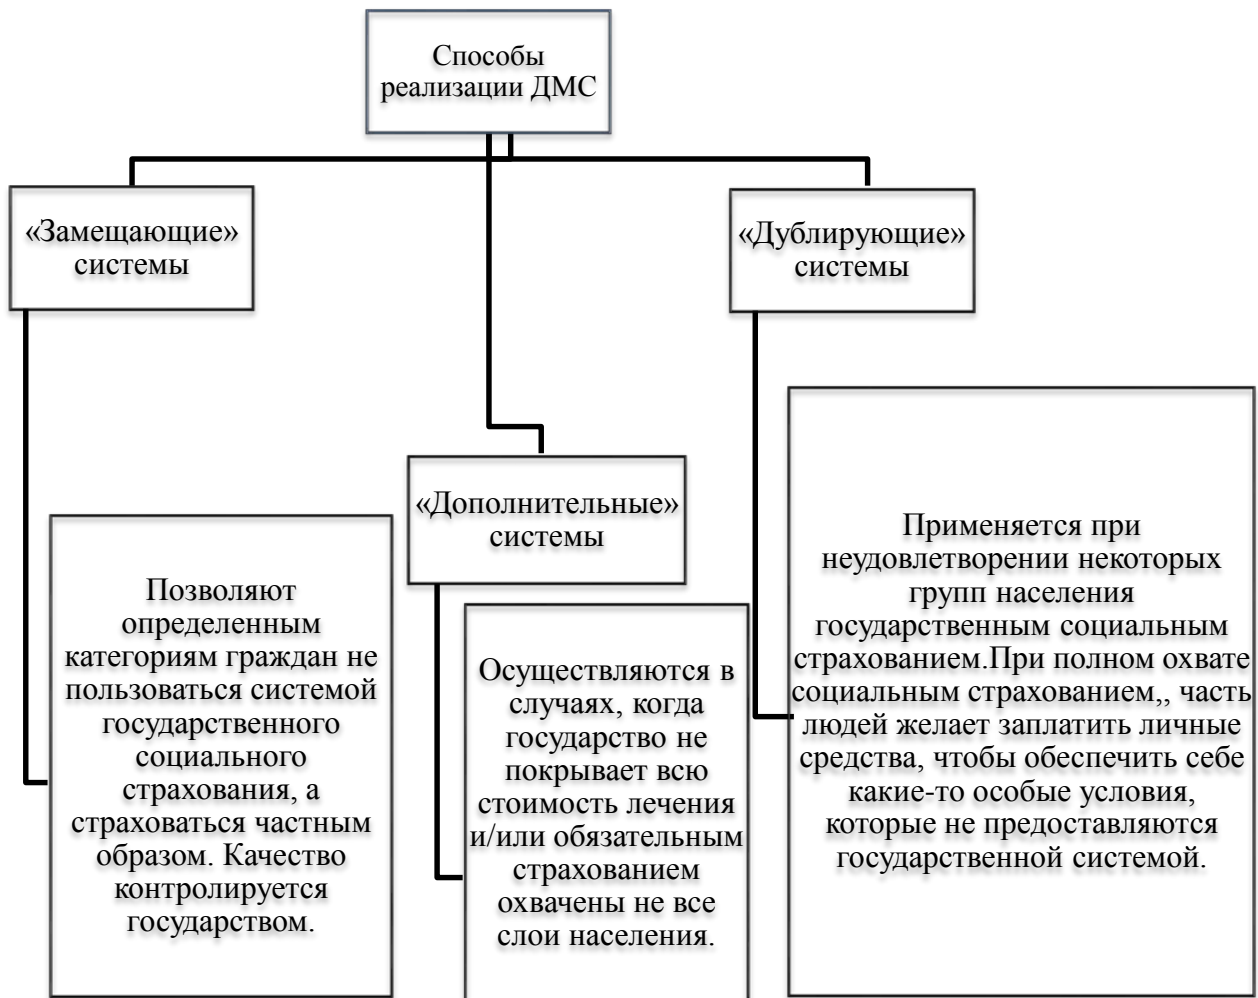 Способы
реализации ДМС
«Замещающие»
системы
Позволяют
определенным
категориям граждан не
пользоваться системой
государственного
социального
страхования, а
страховаться частным
образом. Качество
контролируется
государством.
«Дополнительные»
системы
Осуществляются в
случаях, когда
государство не
покрывает всю
стоимость лечения
и/или обязательным
страхованием
охвачены не все
слои населения.
«Дублирующие»
системы
Применяется при
неудовлетворении некоторых
групп населения
государственным социальным
страхованием.При полном охвате
социальным страхованием,, часть
людей желает заплатить личные
средства, чтобы обеспечить себе
какие-то особые условия,
которые не предоставляются
государственной системой.